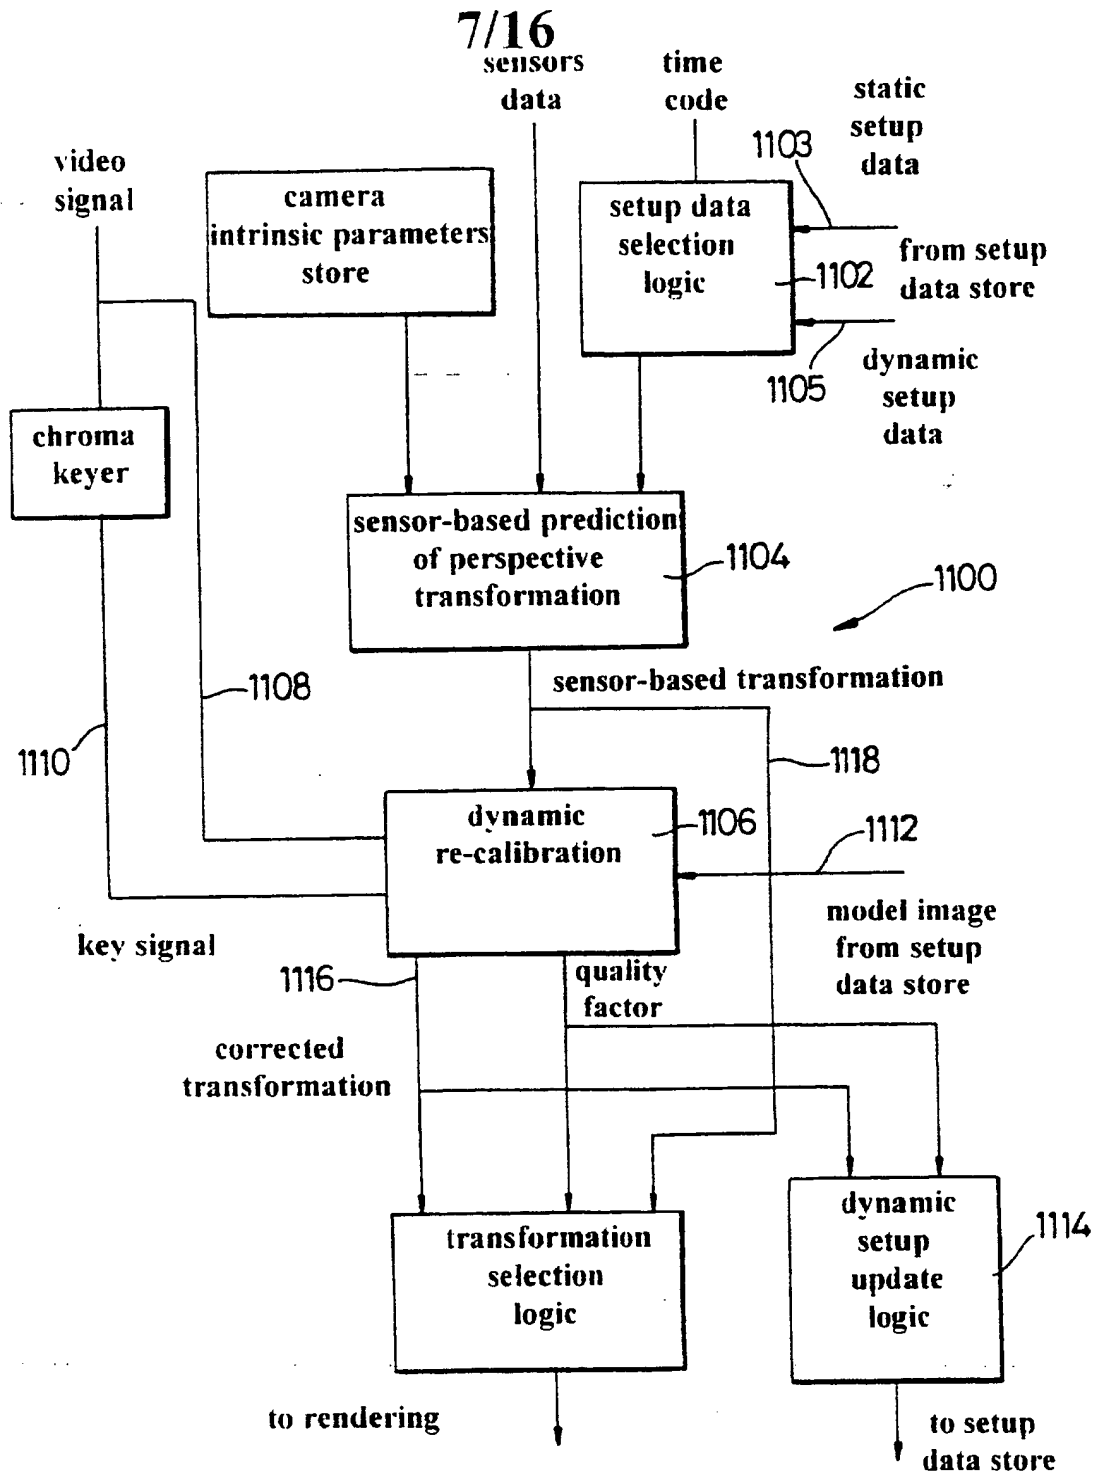 7/16
sensors
data
time
code
static
setup
data
1103
video
signal
camera
intrinsic parameters
store
setup data
selection
logic
1102
from setup
data store
1105
dynamic
setup
data
chroma
keyer
sensor-based prediction
of perspective
transformation
1104
1100
sensor-based transformation
1108
1110
1118
dynamic
re-calibration
1106
1112
model image
from setup
data store
key signal
1116
quality
factor
corrected
transformation
transformation
selection
logic
dynamic
setup
update
logic
1114
to rendering
to setup
data store